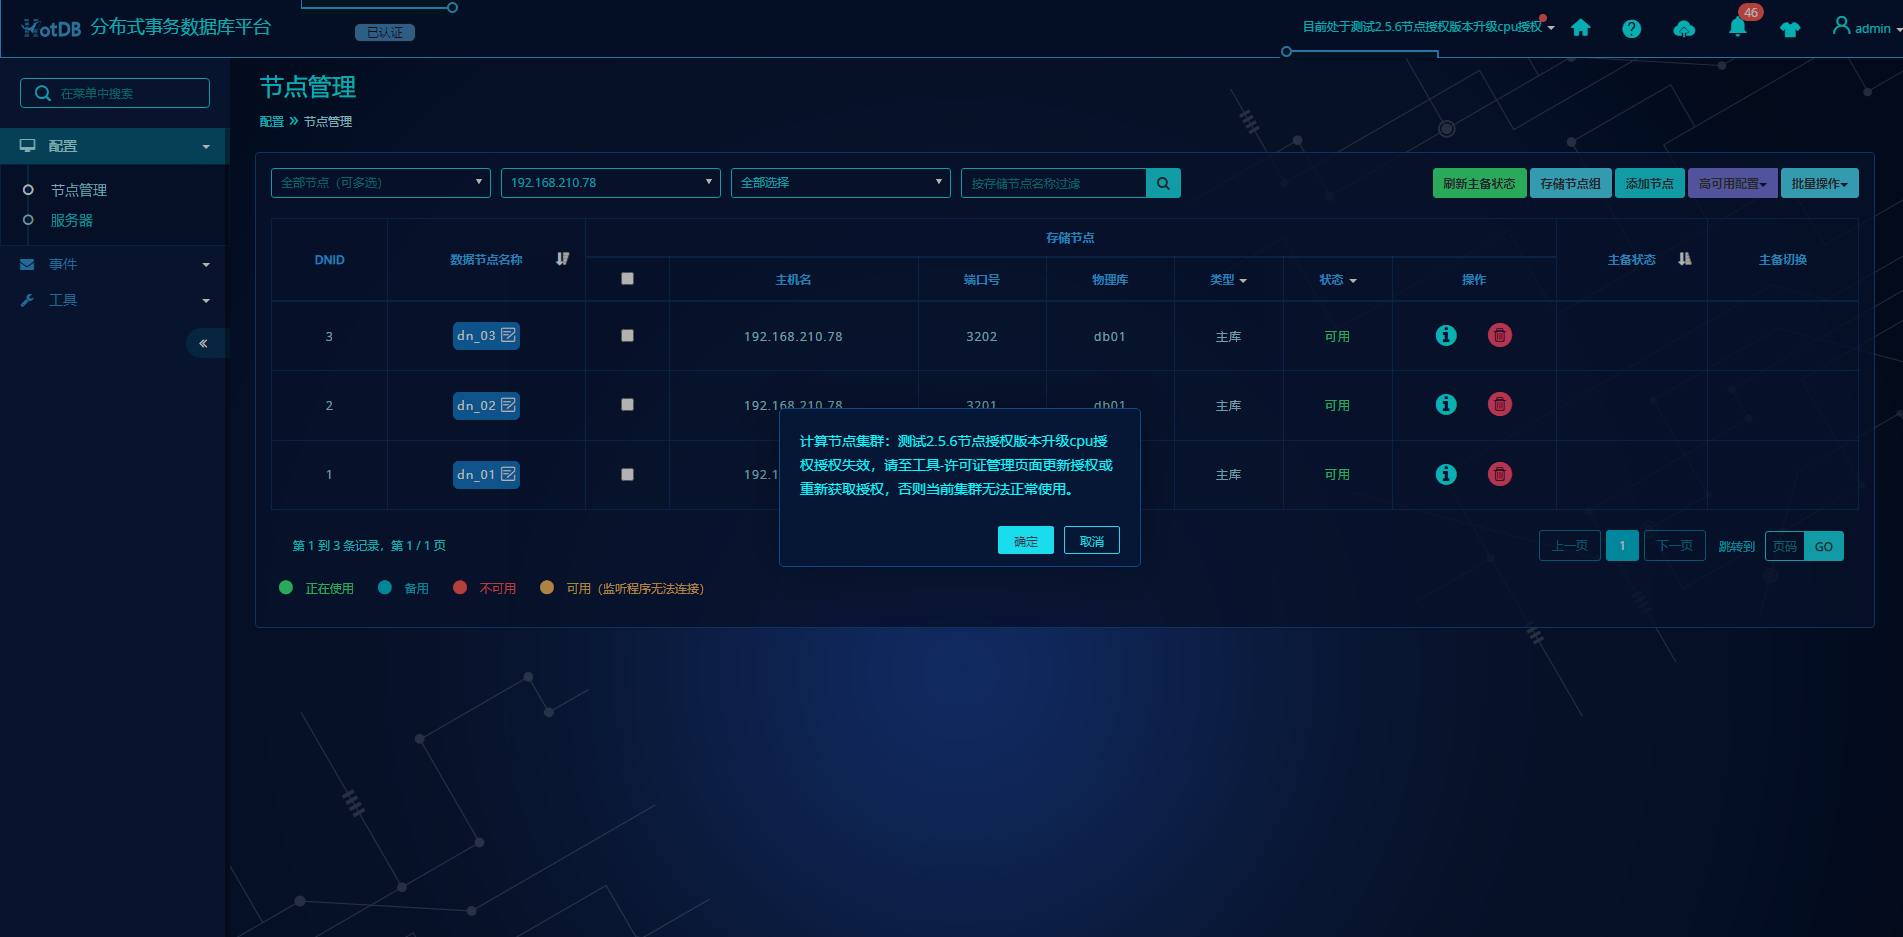 HotDB 分布式事务数据库平台
已认证
目前处于测试2.5.6节点授权版本升级cpu授权
46
admin
在菜单中搜索
配置
节点管理
服务器
事件
工具
节点管理
配置 » 节点管理
全部节点（可多选）
192.168.210.78
全部选择
按存储节点名称过滤
刷新主备状态
存储节点组
添加节点
高可用配置
批量操作
DNID
数据节点名称
存储节点
主备状态
主备切换
主机名
端口号
物理库
类型
状态
操作
3 dn_03 192.168.210.78 3202 db01 主库 可用
2 dn_02 192.168.210.78 3201 db01 主库 可用
1 dn_01 192.1 主库 可用
计算节点集群：测试2.5.6节点授权版本升级cpu授
权授权失效，请至工具-许可证管理页面更新授权或
重新获取授权，否则当前集群无法正常使用。
确定
取消
第 1 到 3 条记录，第 1 / 1 页
上一页
1
下一页
跳转到
页码
GO
正在使用
备用
不可用
可用（监听程序无法连接）